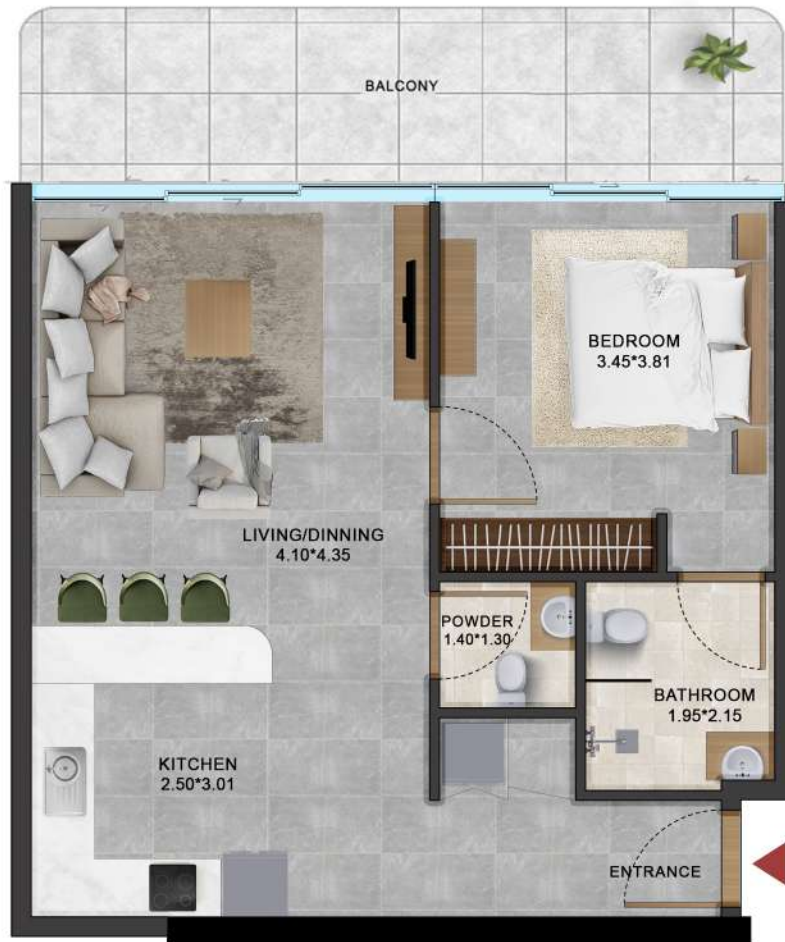 BALCONY
BEDROOM
3.45*3.81
LIVING/DINNING
4.10*4.35
POWDER
1.40*1.30
BATHROOM
1.95*2.15
KITCHEN
2.50*3.01
ENTRANCE